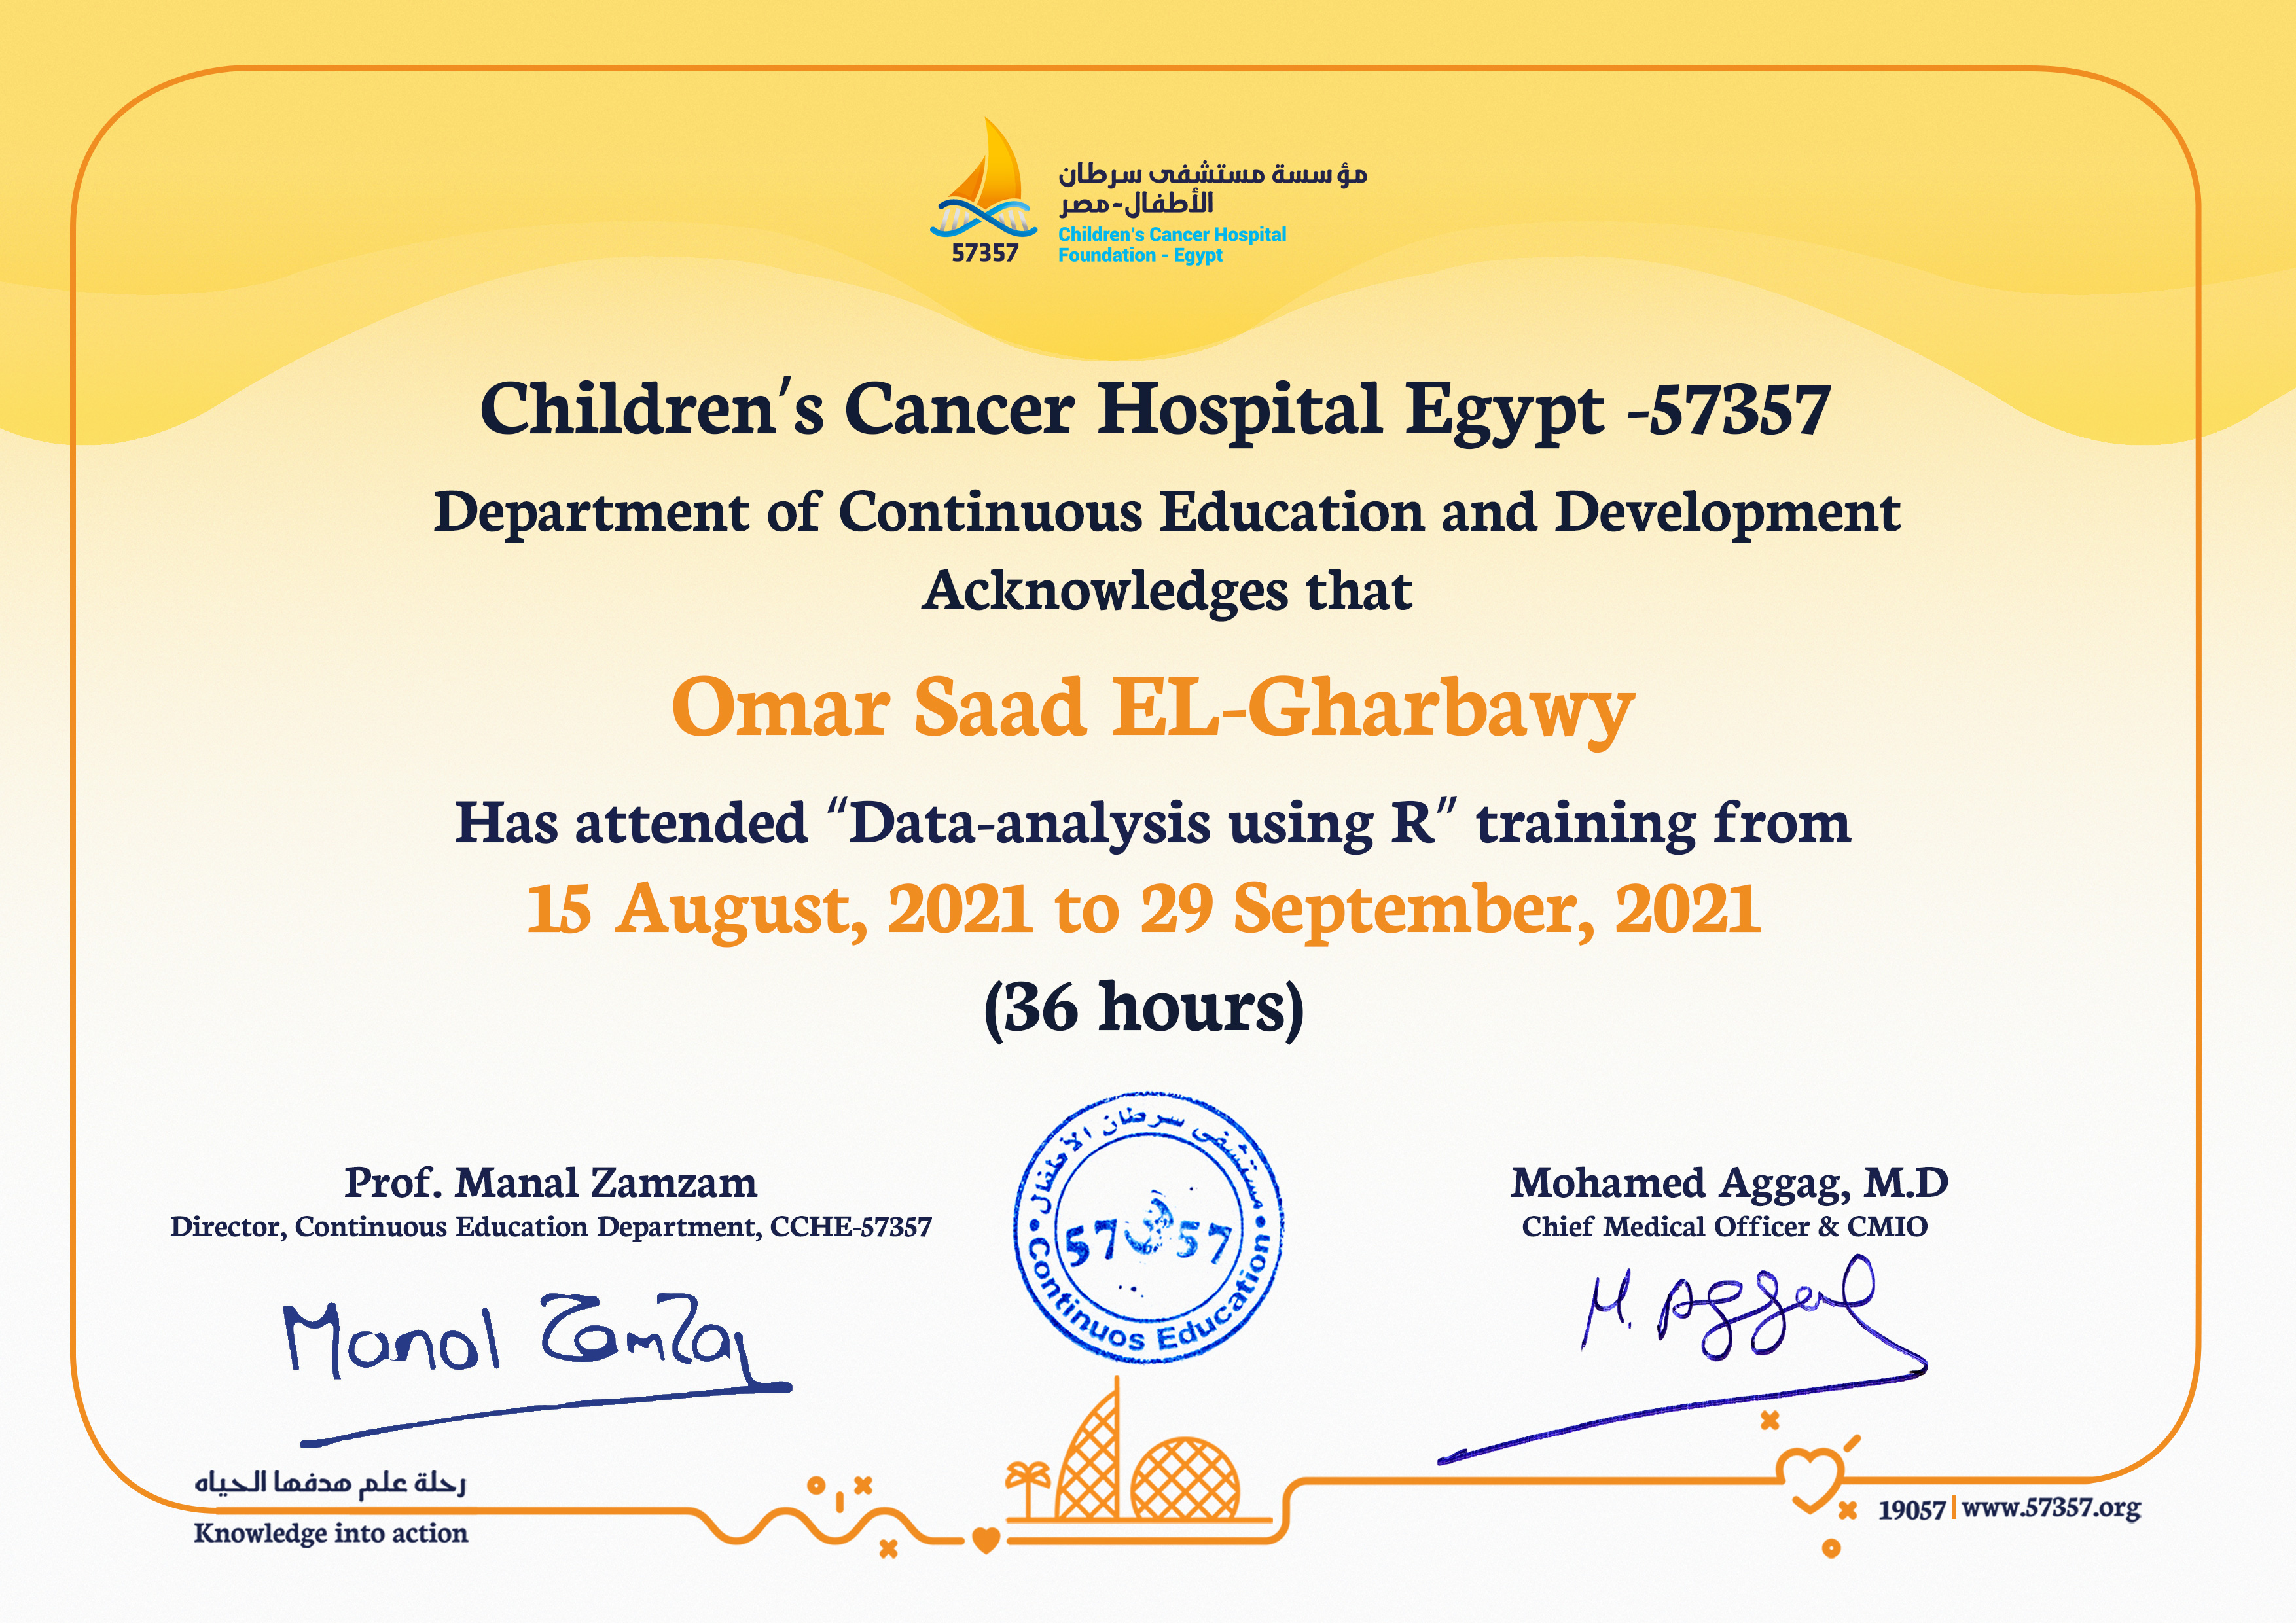 مؤسسة مستشفى سرطان
الأطفال-مصر
Children's Cancer Hospital
Foundation - Egypt
57357
Children's Cancer Hospital Egypt -57357
Department of Continuous Education and Development
Acknowledges that
Omar Saad EL-Gharbawy
Has attended “Data-analysis using R” training from
15 August, 2021 to 29 September, 2021
(36 hours)
Prof. Manal Zamzam
Director, Continuous Education Department, CCHE-57357
Manal Zamzam
مستشفى سرطان الأطفال
57 57
Continuos Education
Mohamed Aggag, M.D
Chief Medical Officer & CMIO
M. Aggag
رحلة علم هدفها الحياه
Knowledge into action
19057 | www.57357.org